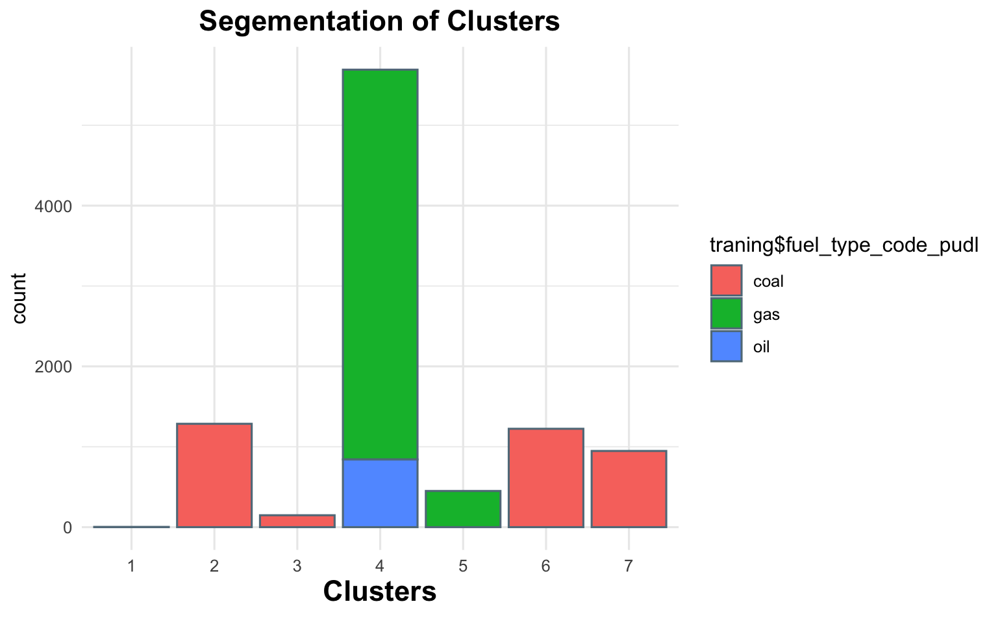 Segementation of Clusters
count
4000
2000
0
1 2 3 4 5 6 7
Clusters
traning$fuel_type_code_pudl
coal
gas
oil